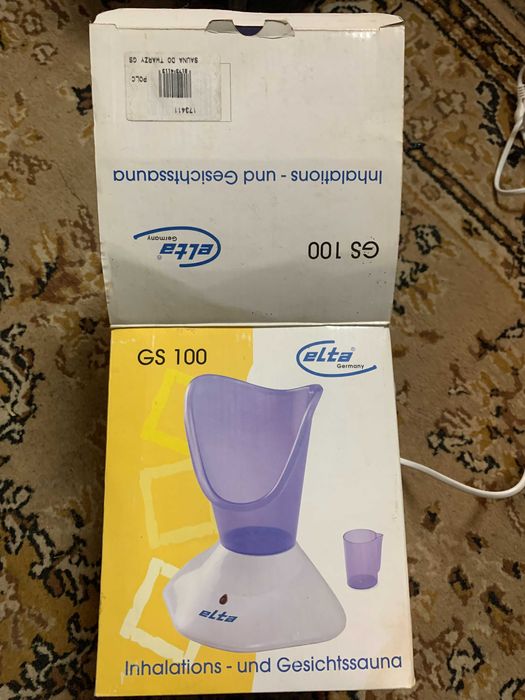 SAUNA DO TWARZY GS
POLC
173411
Inhalations - und Gesichtssauna
elta®
Germany
GS 100
GS 100
elta®
Germany
elta
Inhalations - und Gesichtssauna